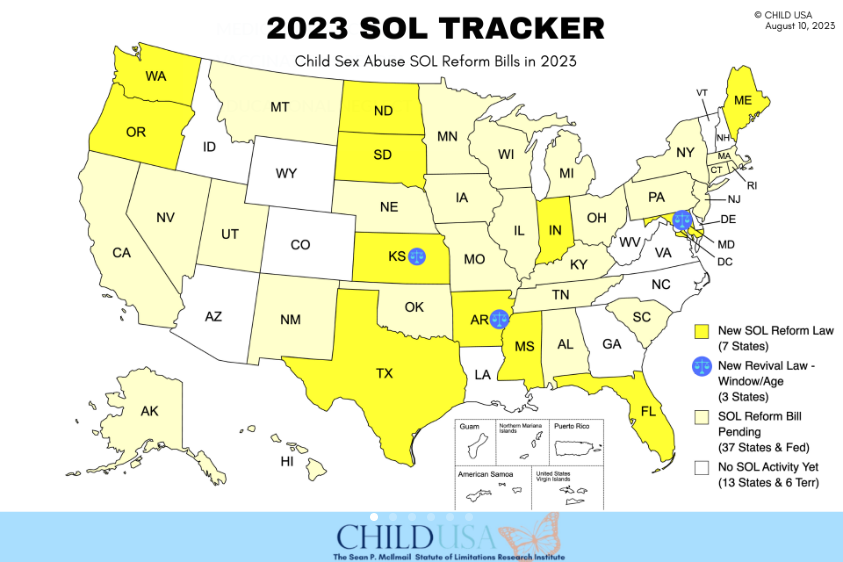 2023 SOL TRACKER
© CHILD USA
August 10, 2023
Child Sex Abuse SOL Reform Bills in 2023
WA
OR
ID
MT
ND
SD
WY
MN
WI
MI
VT
NH
ME
NY
MA
CT
RI
NJ
PA
DE
MD
DC
NE
IA
IL
IN
OH
WV
VA
NV
UT
CA
CO
KS
MO
KY
NC
TN
SC
AZ
NM
OK
AR
MS
AL
GA
TX
LA
FL
AK
HI
Guam
Northern Mariana
Islands
Puerto Rico
American Samoa
United States
Virgin Islands
New SOL Reform Law
(7 States)
New Revival Law -
Window/Age
(3 States)
SOL Reform Bill
Pending
(37 States & Fed)
No SOL Activity Yet
(13 States & 6 Terr)
CHILD USA
The Sean P. McIlmail Statute of Limitations Research Institute